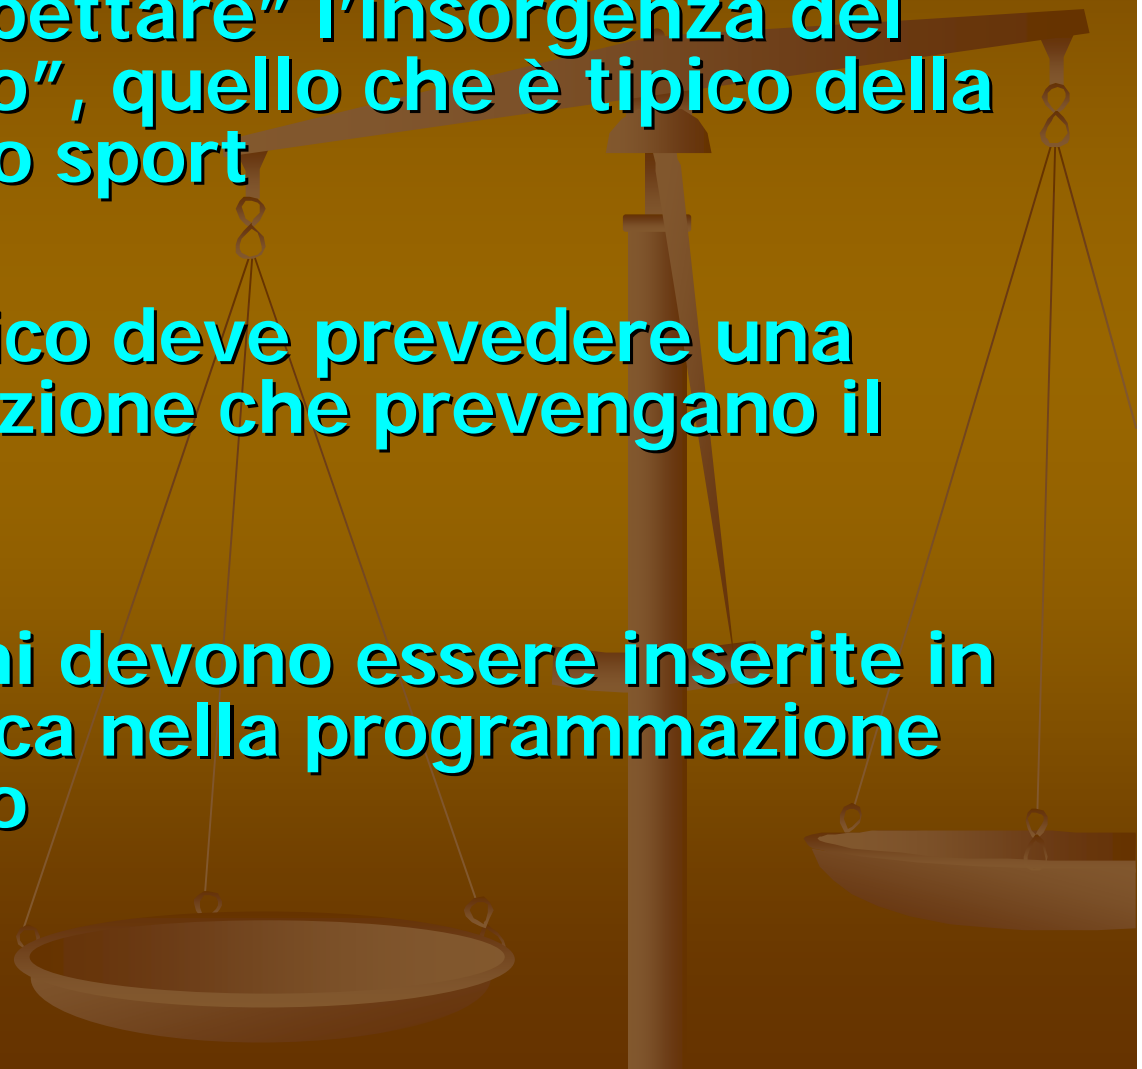 pettare” l’insorgenza del
o”, quello che è tipico della
o sport
ico deve prevedere una
zione che prevengano il
ni devono essere inserite in
ca nella programmazione
o